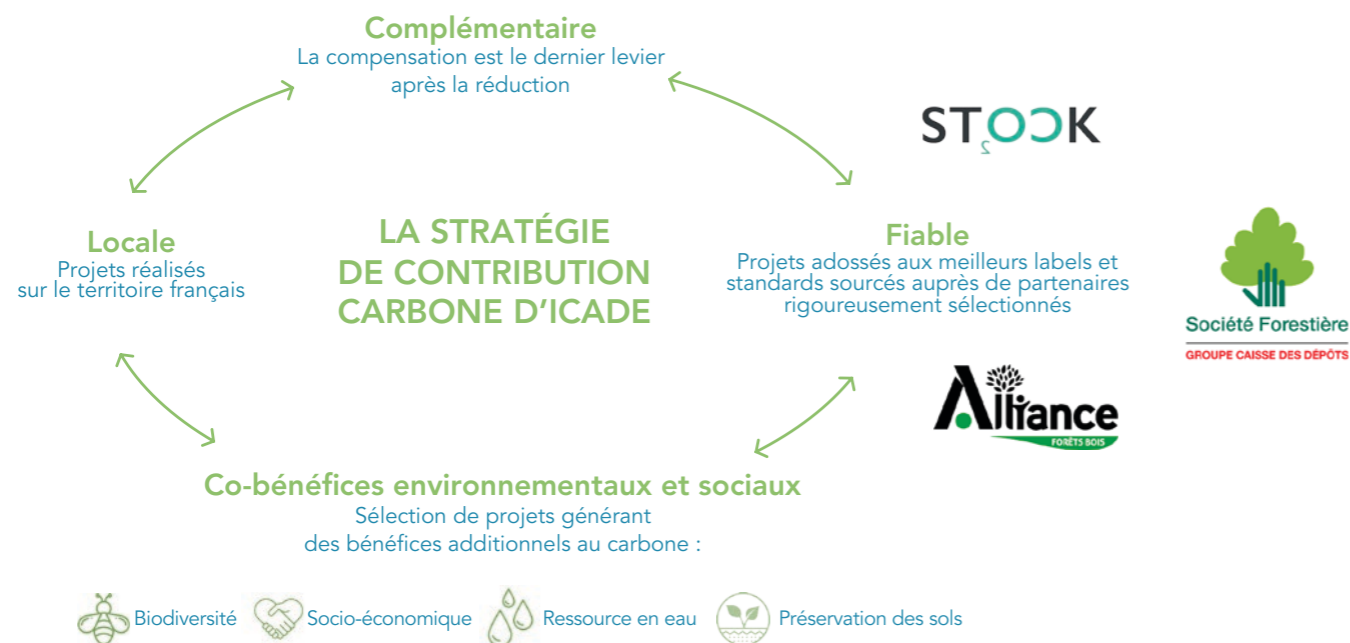 Complémentaire
La compensation est le dernier levier
après la réduction
STOCK
2
Locale
Projets réalisés
sur le territoire français
LA STRATÉGIE
DE CONTRIBUTION
CARBONE D'ICADE
Fiable
Projets adossés aux meilleurs labels et
standards sourcés auprès de partenaires
rigoureusement sélectionnés
Société Forestière
GROUPE CAISSE DES DÉPÔTS
Alliance
FORÊTS BOIS
Co-bénéfices environnementaux et sociaux
Sélection de projets générant
des bénéfices additionnels au carbone :
Biodiversité
Socio-économique
Ressource en eau
Préservation des sols